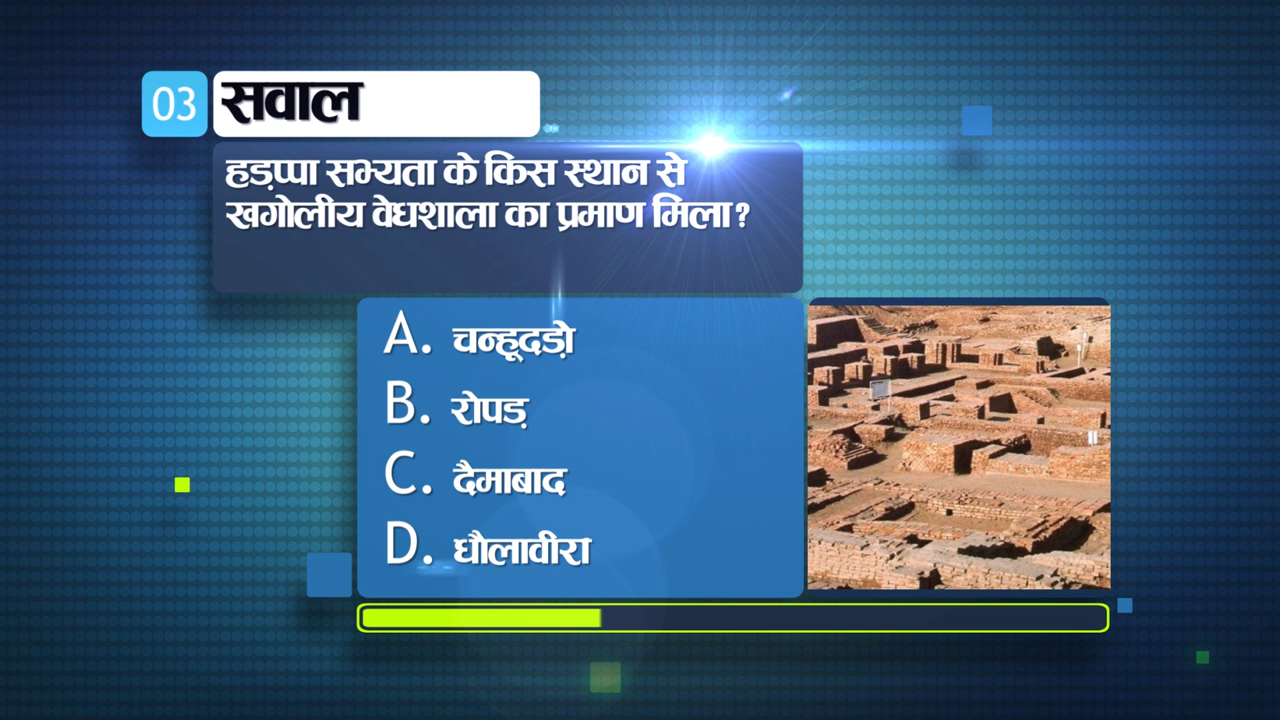 03 सवाल
हड़प्पा सभ्यता के किस स्थान से
खगोलीय वेधशाला का प्रमाण मिला?
A. चन्हूदड़ो
B. रोपड़
C. दैमाबाद
D. धौलावीरा